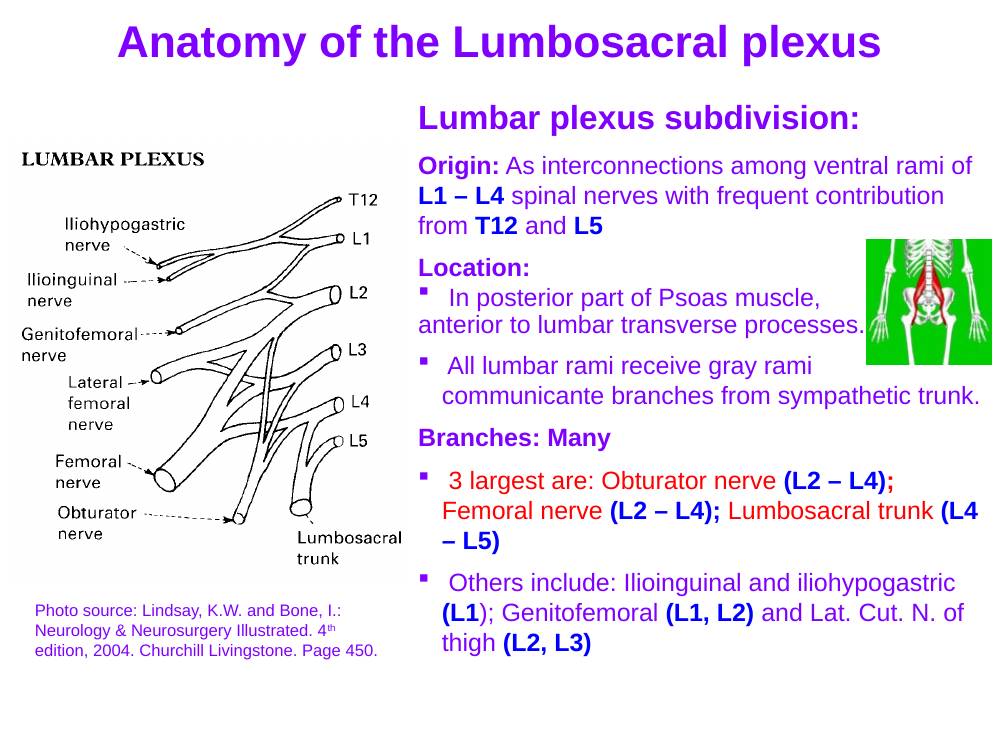 Anatomy of the Lumbosacral plexus
LUMBAR PLEXUS
T12
Iliohypogastric
nerve
L1
Ilioinguinal
nerve
L2
Genitofemoral
nerve
L3
Lateral
femoral
nerve
L4
L5
Femoral
nerve
Obturator
nerve
Lumbosacral
trunk
Photo source: Lindsay, K.W. and Bone, I.:
Neurology & Neurosurgery Illustrated. 4th
edition, 2004. Churchill Livingstone. Page 450.
Lumbar plexus subdivision:
Origin: As interconnections among ventral rami of
L1 – L4 spinal nerves with frequent contribution
from T12 and L5
Location:
▪ In posterior part of Psoas muscle,
anterior to lumbar transverse processes.
▪ All lumbar rami receive gray rami
communicante branches from sympathetic trunk.
Branches: Many
▪ 3 largest are: Obturator nerve (L2 – L4);
Femoral nerve (L2 – L4); Lumbosacral trunk (L4
– L5)
▪ Others include: Ilioinguinal and iliohypogastric
(L1); Genitofemoral (L1, L2) and Lat. Cut. N. of
thigh (L2, L3)